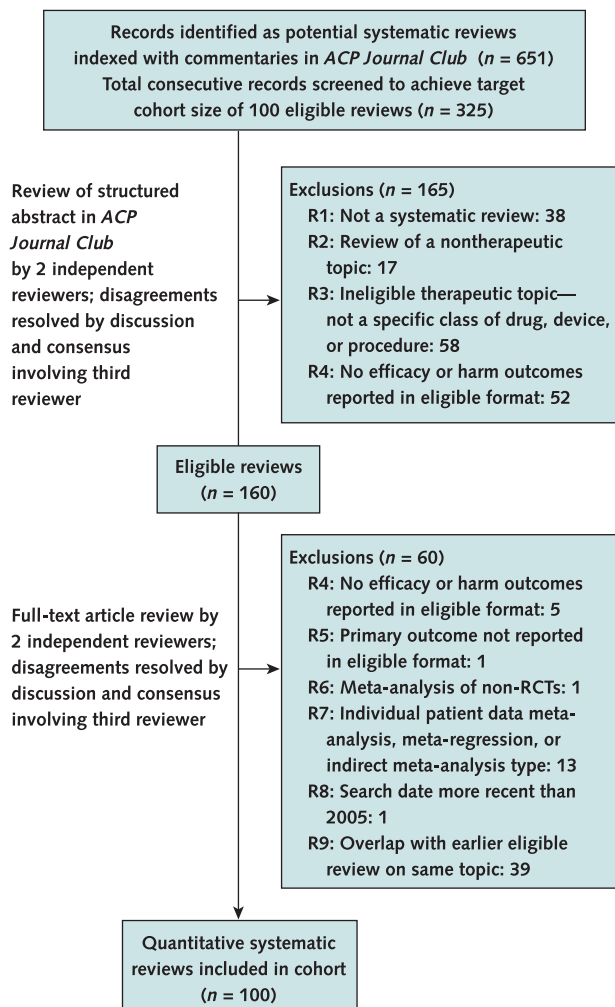 Records identified as potential systematic reviews
indexed with commentaries in ACP Journal Club (n = 651)
Total consecutive records screened to achieve target
cohort size of 100 eligible reviews (n = 325)
Review of structured
abstract in ACP
Journal Club
by 2 independent
reviewers; disagreements
resolved by discussion
and consensus
involving third
reviewer
Exclusions (n = 165)
R1: Not a systematic review: 38
R2: Review of a nontherapeutic
topic: 17
R3: Ineligible therapeutic topic—
not a specific class of drug, device,
or procedure: 58
R4: No efficacy or harm outcomes
reported in eligible format: 52
Eligible reviews
(n = 160)
Full-text article review by
2 independent reviewers;
disagreements resolved by
discussion and consensus
involving third reviewer
Exclusions (n = 60)
R4: No efficacy or harm outcomes
reported in eligible format: 5
R5: Primary outcome not reported
in eligible format: 1
R6: Meta-analysis of non-RCTs: 1
R7: Individual patient data meta-
analysis, meta-regression, or
indirect meta-analysis type: 13
R8: Search date more recent than
2005: 1
R9: Overlap with earlier eligible
review on same topic: 39
Quantitative systematic
reviews included in cohort
(n = 100)